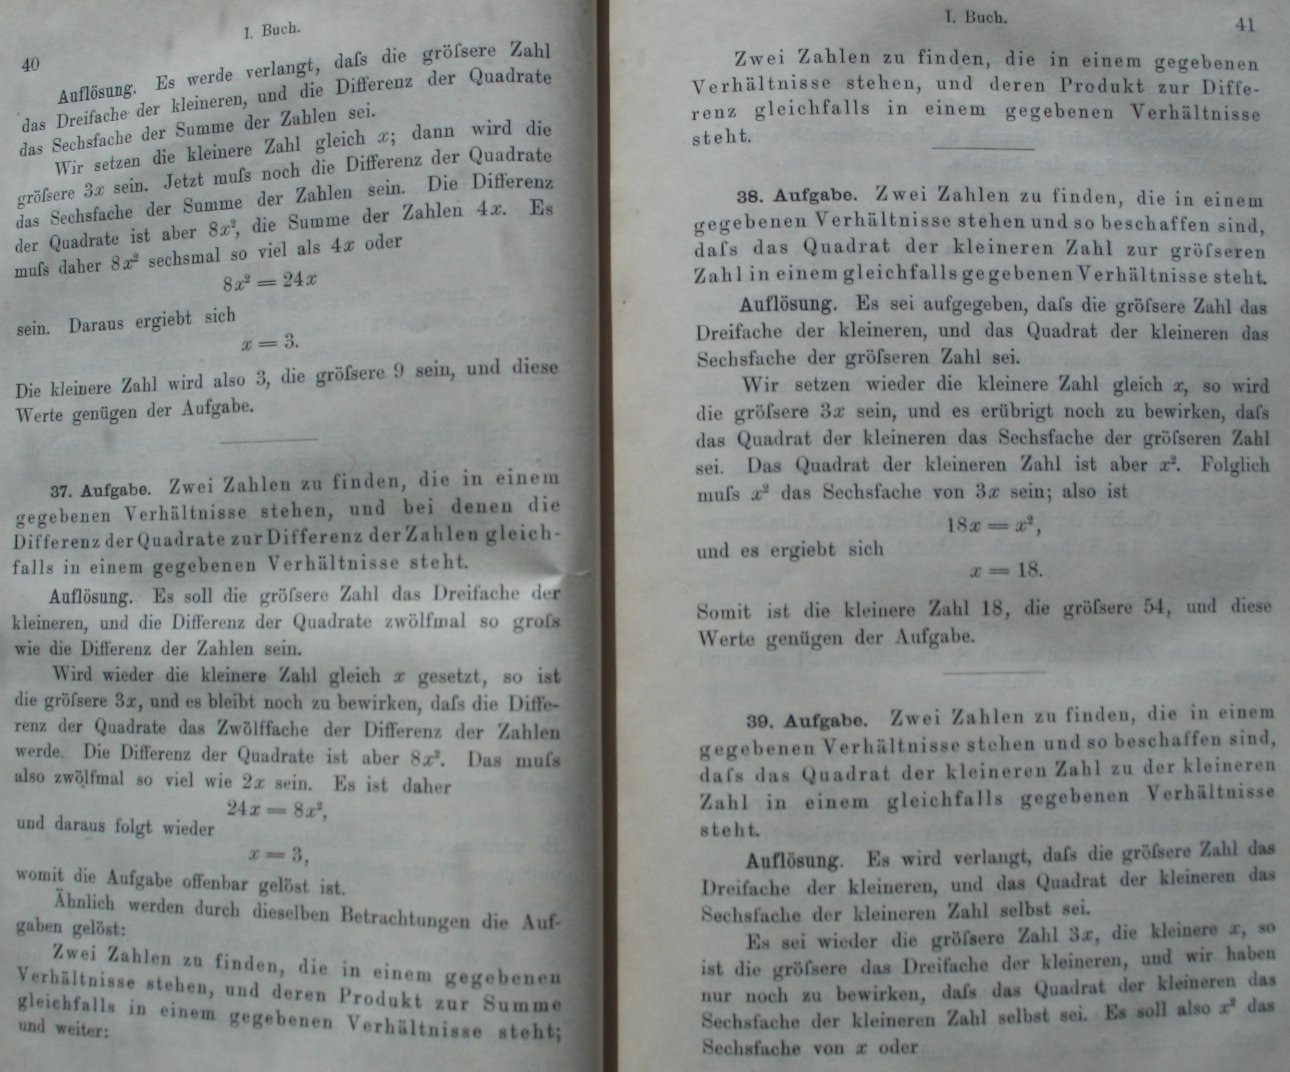 40
I. Buch.
Auflösung. Es werde verlangt, daſs die gröſsere Zahl
das Dreifache der kleineren, und die Differenz der Quadrate
das Sechsfache der Summe der Zahlen sei.
Wir setzen die kleinere Zahl gleich x; dann wird die
gröſsere 3x sein. Jetzt muſs noch die Differenz der Quadrate
das Sechsfache der Summe der Zahlen sein. Die Differenz
der Quadrate ist aber 8x², die Summe der Zahlen 4x. Es
muſs daher 8x² sechsmal so viel als 4x oder
8x² = 24x
sein. Daraus ergiebt sich
x = 3.
Die kleinere Zahl wird also 3, die gröſsere 9 sein, und diese
Werte genügen der Aufgabe.
37. Aufgabe. Zwei Zahlen zu finden, die in einem
gegebenen Verhältnisse stehen, und bei denen die
Differenz der Quadrate zur Differenz der Zahlen gleich-
falls in einem gegebenen Verhältnisse steht.
Auflösung. Es soll die gröſsere Zahl das Dreifache der
kleineren, und die Differenz der Quadrate zwölfmal so groſs
wie die Differenz der Zahlen sein.
Wird wieder die kleinere Zahl gleich x gesetzt, so ist
die gröſsere 3x, und es bleibt noch zu bewirken, daſs die Diffe-
renz der Quadrate das Zwölffache der Differenz der Zahlen
werde. Die Differenz der Quadrate ist aber 8x². Das muſs
also zwölfmal so viel wie 2x sein. Es ist daher
24x = 8x²,
und daraus folgt wieder
x = 3,
womit die Aufgabe offenbar gelöst ist.
Ähnlich werden durch dieselben Betrachtungen die Auf-
gaben gelöst:
Zwei Zahlen zu finden, die in einem gegebenen
Verhältnisse stehen, und deren Produkt zur Summe
gleichfalls in einem gegebenen Verhältnisse steht;
und weiter:
I. Buch.
41
Zwei Zahlen zu finden, die in einem gegebenen
Verhältnisse stehen, und deren Produkt zur Diffe-
renz gleichfalls in einem gegebenen Verhältnisse
steht.
38. Aufgabe. Zwei Zahlen zu finden, die in einem
gegebenen Verhältnisse stehen und so beschaffen sind,
daſs das Quadrat der kleineren Zahl zur gröſseren
Zahl in einem gleichfalls gegebenen Verhältnisse steht.
Auflösung. Es sei aufgegeben, daſs die gröſsere Zahl das
Dreifache der kleineren, und das Quadrat der kleineren das
Sechsfache der gröſseren Zahl sei.
Wir setzen wieder die kleinere Zahl gleich x, so wird
die gröſsere 3x sein, und es erübrigt noch zu bewirken, daſs
das Quadrat der kleineren das Sechsfache der gröſseren Zahl
sei. Das Quadrat der kleineren Zahl ist aber x². Folglich
muſs x² das Sechsfache von 3x sein; also ist
18x = x²,
und es ergiebt sich
x = 18.
Somit ist die kleinere Zahl 18, die gröſsere 54, und diese
Werte genügen der Aufgabe.
39. Aufgabe. Zwei Zahlen zu finden, die in einem
gegebenen Verhältnisse stehen und so beschaffen sind,
daſs das Quadrat der kleineren Zahl zu der kleineren
Zahl in einem gleichfalls gegebenen Verhältnisse
steht.
Auflösung. Es wird verlangt, daſs die gröſsere Zahl das
Dreifache der kleineren, und das Quadrat der kleineren das
Sechsfache der kleineren Zahl selbst sei.
Es sei wieder die gröſsere Zahl 3x, die kleinere x, so
ist die gröſsere das Dreifache der kleineren, und wir haben
nur noch zu bewirken, daſs das Quadrat der kleineren das
Sechsfache der kleineren Zahl selbst sei. Es soll also x² das
Sechsfache von x oder